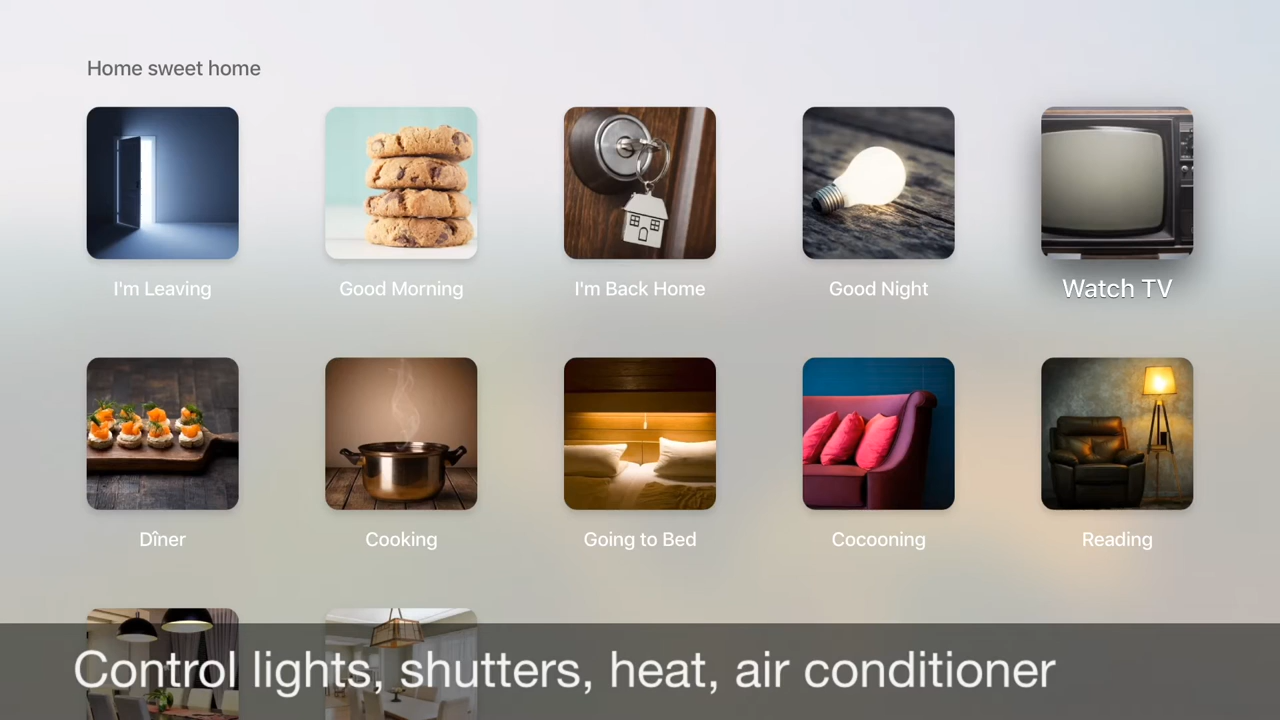 Home sweet home
I'm Leaving
Good Morning
I'm Back Home
Good Night
Watch TV
Dîner
Cooking
Going to Bed
Cocooning
Reading
Control lights, shutters, heat, air conditioner